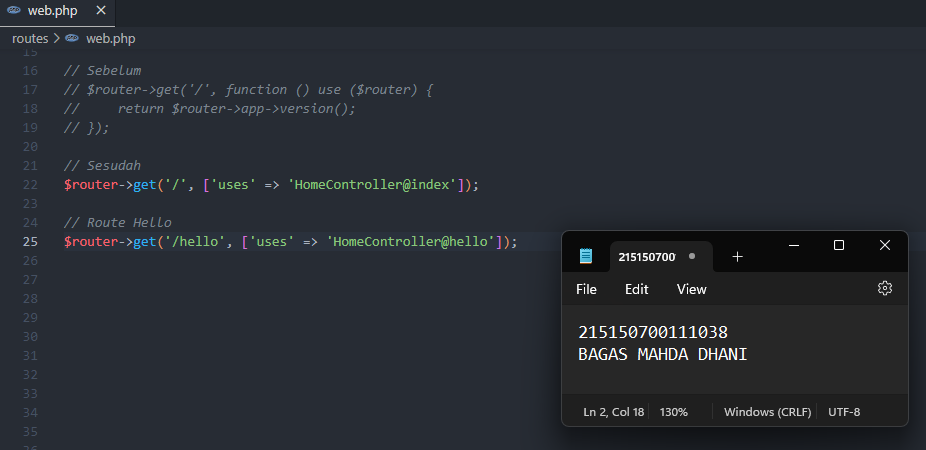 web.php
routes > web.php
15
16 // Sebelum
17 // $router->get('/', function () use ($router) {
18 //     return $router->app->version();
19 // });
20
21 // Sesudah
22 $router->get('/', ['uses' => 'HomeController@index']);
23
24 // Route Hello
25 $router->get('/hello', ['uses' => 'HomeController@hello']);
26
27
28
29
30
31
32
33
34
35
36
215150700
File Edit View
215150700111038
BAGAS MAHDA DHANI
Ln 2, Col 18 130% Windows (CRLF) UTF-8